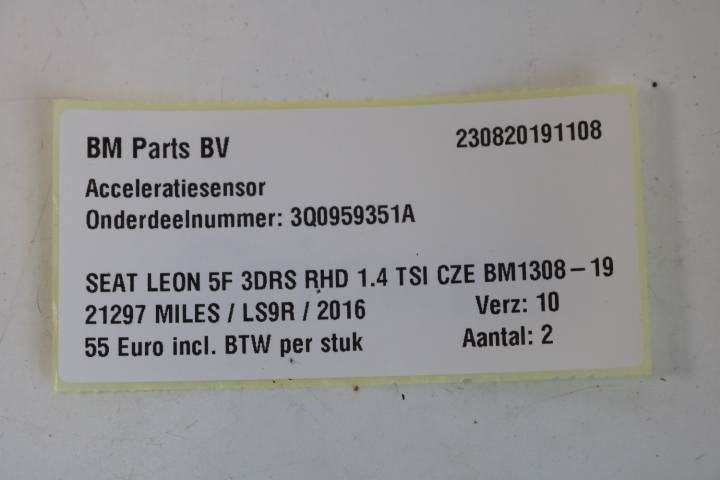 BM Parts BV 230820191108
Acceleratiesensor
Onderdeelnummer: 3Q0959351A
SEAT LEON 5F 3DRS RHD 1.4 TSI CZE BM1308-19
21297 MILES / LS9R / 2016 Verz: 10
55 Euro incl. BTW per stuk Aantal: 2